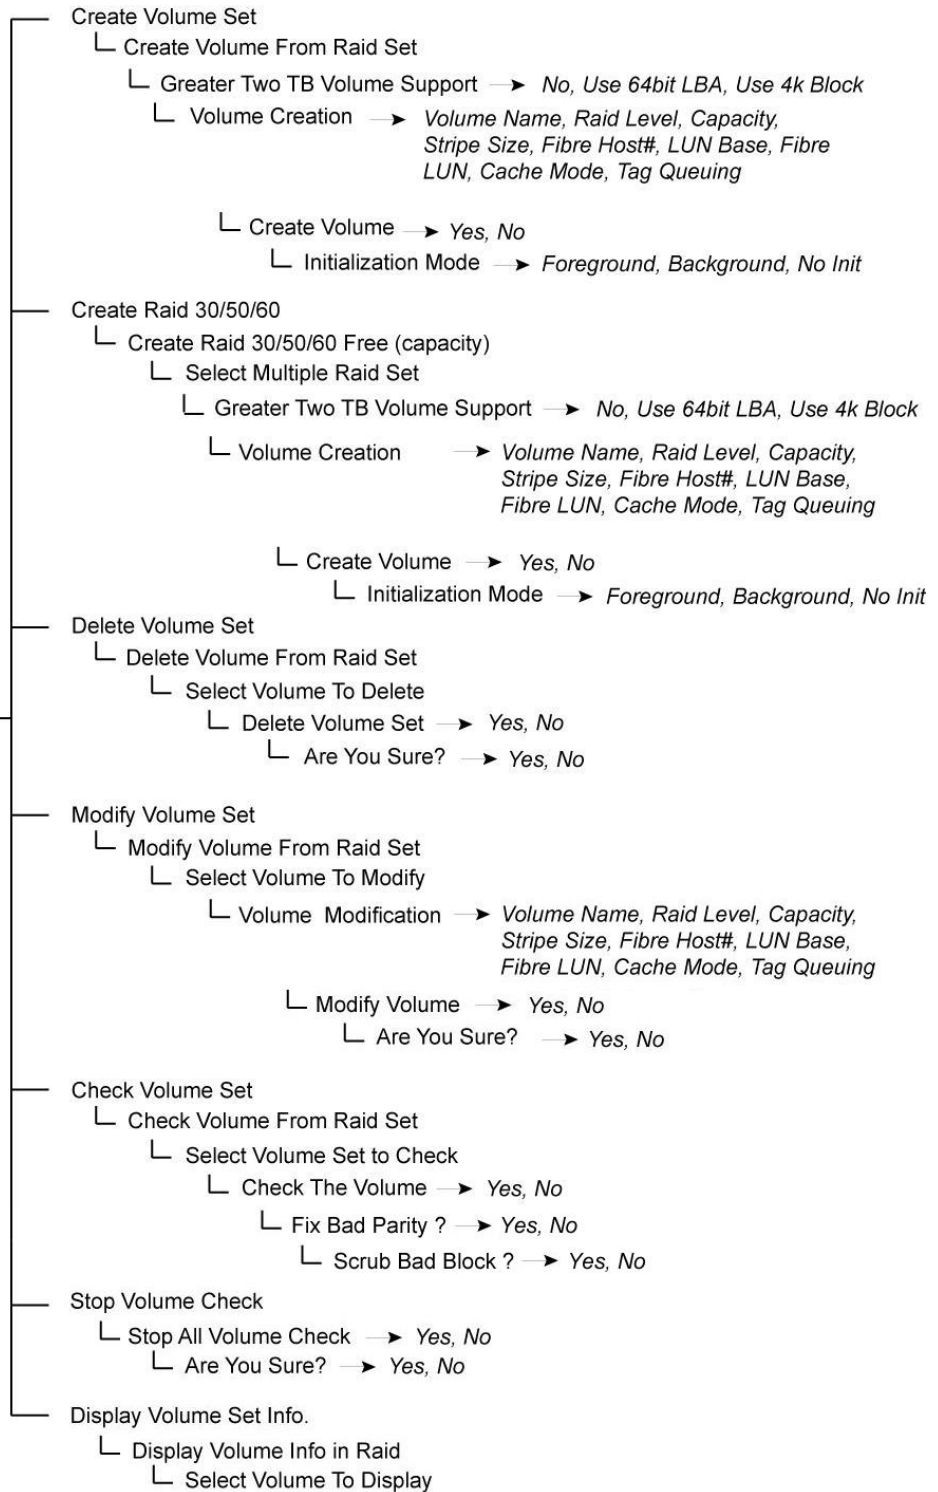 Create Volume Set
Create Volume From Raid Set
Greater Two TB Volume Support No, Use 64bit LBA, Use 4k Block
Volume Creation Volume Name, Raid Level, Capacity,
Stripe Size, Fibre Host#, LUN Base, Fibre
LUN, Cache Mode, Tag Queuing
Create Volume Yes, No
Initialization Mode Foreground, Background, No Init
Create Raid 30/50/60
Create Raid 30/50/60 Free (capacity)
Select Multiple Raid Set
Greater Two TB Volume Support No, Use 64bit LBA, Use 4k Block
Volume Creation Volume Name, Raid Level, Capacity,
Stripe Size, Fibre Host#, LUN Base,
Fibre LUN, Cache Mode, Tag Queuing
Create Volume Yes, No
Initialization Mode Foreground, Background, No Init
Delete Volume Set
Delete Volume From Raid Set
Select Volume To Delete
Delete Volume Set Yes, No
Are You Sure? Yes, No
Modify Volume Set
Modify Volume From Raid Set
Select Volume To Modify
Volume Modification Volume Name, Raid Level, Capacity,
Stripe Size, Fibre Host#, LUN Base,
Fibre LUN, Cache Mode, Tag Queuing
Modify Volume Yes, No
Are You Sure? Yes, No
Check Volume Set
Check Volume From Raid Set
Select Volume Set to Check
Check The Volume Yes, No
Fix Bad Parity ? Yes, No
Scrub Bad Block ? Yes, No
Stop Volume Check
Stop All Volume Check Yes, No
Are You Sure? Yes, No
Display Volume Set Info.
Display Volume Info in Raid
Select Volume To Display